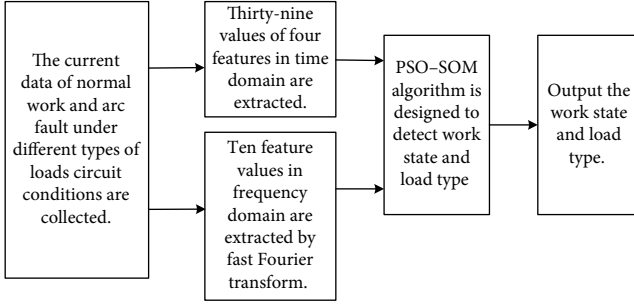 The current
data of normal
work and arc
fault under
different types of
loads circuit
conditions are
collected.
Thirty-nine
values of four
features in time
domain are
extracted.
Ten feature
values in
frequency
domain are
extracted by
fast Fourier
transform.
PSO–SOM
algorithm is
designed to
detect work
state and
load type
Output the
work state
and load
type.